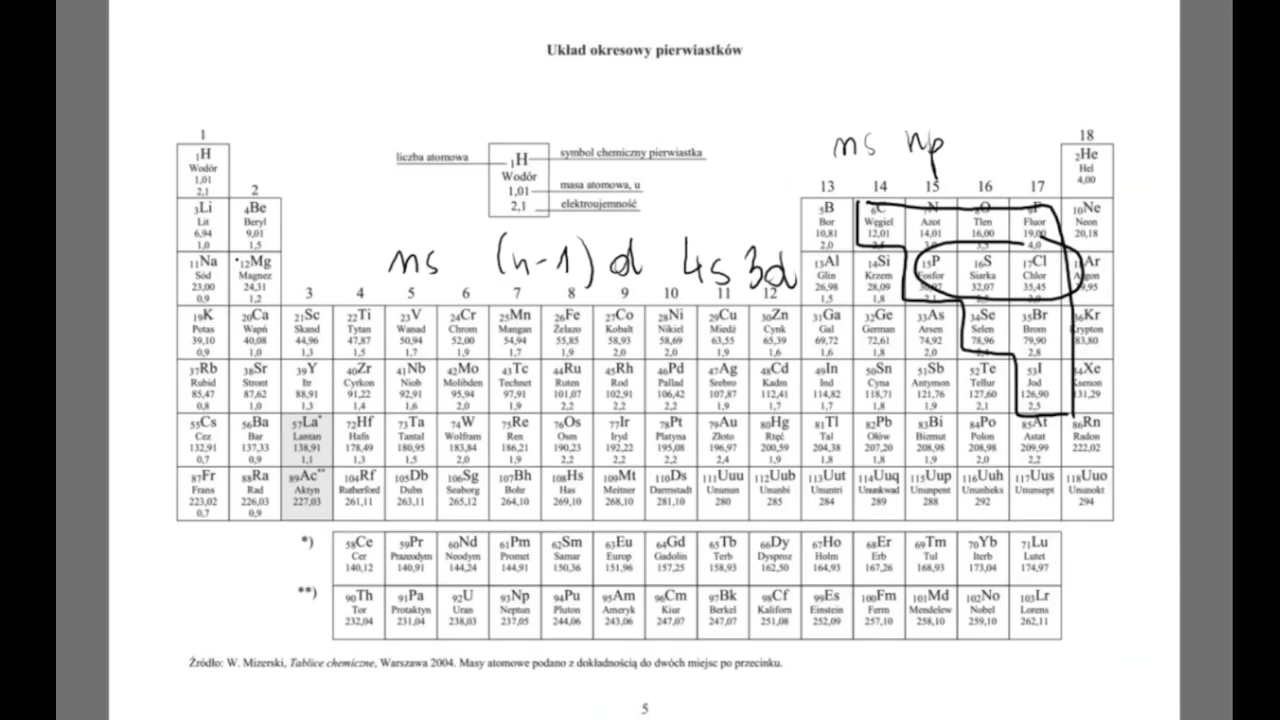 Układ okresowy pierwiastków
ns np
1 18
1H liczba atomowa 1H symbol chemiczny pierwiastka 2He
Wodór Wodór Hel
1,01 1,01 masa atomowa, u 4,00
2,1 2 2,1 elektroujemność 13 14 15 16 17
3Li 4Be 5B 6C 7N 8O 9F 10Ne
Lit Beryl Bor Węgiel Azot Tlen Fluor Neon
6,94 9,01 10,81 12,01 14,01 16,00 19,00 20,18
1,0 1,5 2,0 4,0
ns (n-1)d 4s 3d
11Na 12Mg 13Al 14Si 15P 16S 17Cl Ar
Sód Magnez Glin Krzem Fosfor Siarka Chlor Argon
23,00 24,31 26,98 28,09 30,97 32,07 35,45 39,95
0,9 1,2 3 4 5 6 7 8 9 10 11 12 1,5 1,8 2,1
19K 20Ca 21Sc 22Ti 23V 24Cr 25Mn 26Fe 27Co 28Ni 29Cu 30Zn 31Ga 32Ge 33As 34Se 35Br 36Kr
Potas Wapń Skand Tytan Wanad Chrom Mangan Żelazo Kobalt Nikiel Miedź Cynk Gal German Arsen Selen Brom Krypton
39,10 40,08 44,96 47,87 50,94 52,00 54,94 55,85 58,93 58,69 63,55 65,39 69,72 72,61 74,92 78,96 79,90 83,80
0,9 1,0 1,3 1,5 1,7 1,9 1,7 1,9 2,0 2,0 1,9 1,6 1,6 1,8 2,0 2,8
37Rb 38Sr 39Y 40Zr 41Nb 42Mo 43Tc 44Ru 45Rh 46Pd 47Ag 48Cd 49In 50Sn 51Sb 52Te 53I 54Xe
Rubid Stront Itr Cyrkon Niob Molibden Technet Ruten Rod Pallad Srebro Kadm Ind Cyna Antymon Tellur Jod Ksenon
85,47 87,62 88,91 91,22 92,91 95,94 97,91 101,07 102,91 106,42 107,87 112,41 114,82 118,71 121,76 127,60 126,90 131,29
0,8 1,0 1,3 1,4 1,6 2,0 1,9 2,2 2,0 2,2 1,9 1,7 1,7 1,8 1,9 2,1 2,5
55Cs 56Ba 57La* 72Hf 73Ta 74W 75Re 76Os 77Ir 78Pt 79Au 80Hg 81Tl 82Pb 83Bi 84Po 85At 86Rn
Cez Bar Lantan Hafn Tantal Wolfram Ren Osm Iryd Platyna Złoto Rtęć Tal Ołów Bizmut Polon Astat Radon
132,91 137,33 138,91 178,49 180,95 183,84 186,21 190,23 192,22 195,08 196,97 200,59 204,38 207,20 208,98 208,98 209,99 222,02
0,7 0,9 1,1 1,3 1,5 2,0 1,9 2,2 2,2 2,2 2,4 1,9 1,8 1,8 1,9 2,0 2,2
87Fr 88Ra 89Ac** 104Rf 105Db 106Sg 107Bh 108Hs 109Mt 110Ds 111Uuu 112Uub 113Uut 114Uuq 115Uup 116Uuh 117Uus 118Uuo
Frans Rad Aktyn Rutherford Dubn Seaborg Bohr Has Meitner Darmstadt Ununun Ununbi Ununtri Ununkwad Ununpent Ununheks Ununsept Ununokt
223,02 226,03 227,03 261,11 263,11 265,12 264,10 269,10 268,10 281,10 280 285 284 289 288 292 294
0,7 0,9
*) 58Ce 59Pr 60Nd 61Pm 62Sm 63Eu 64Gd 65Tb 66Dy 67Ho 68Er 69Tm 70Yb 71Lu
Cer Prazeodym Neodym Promet Samar Europ Gadolin Terb Dysproz Holm Erb Tul Iterb Lutet
140,12 140,91 144,24 144,91 150,36 151,96 157,25 158,93 162,50 164,93 167,26 168,93 173,04 174,97
**) 90Th 91Pa 92U 93Np 94Pu 95Am 96Cm 97Bk 98Cf 99Es 100Fm 101Md 102No 103Lr
Tor Protaktyn Uran Neptun Pluton Ameryk Kiur Berkel Kaliforn Einstein Ferm Mendelew Nobel Lorens
232,04 231,04 238,03 237,05 244,06 243,06 247,07 247,07 251,08 252,09 257,10 258,10 259,10 262,11
Źródło: W. Mizerski, Tablice chemiczne, Warszawa 2004. Masy atomowe podano z dokładnością do dwóch miejsc po przecinku.
5